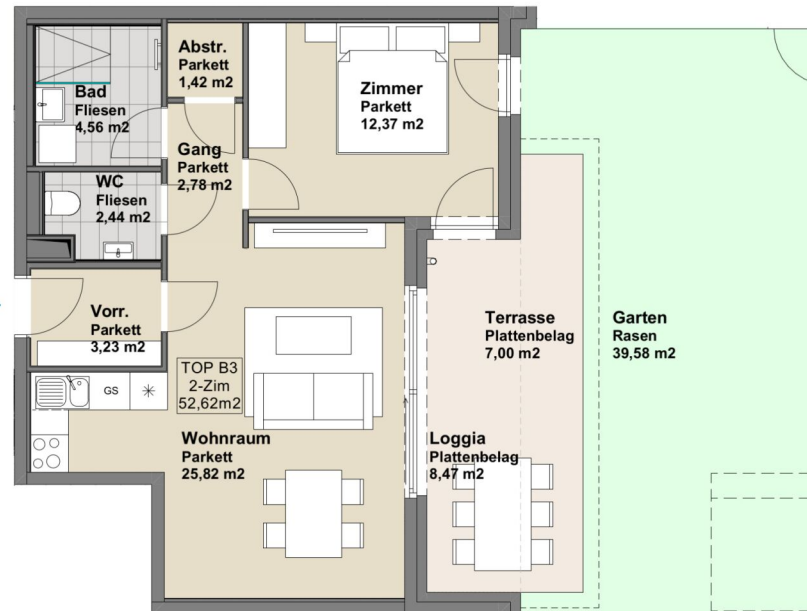 Abstr.
Parkett
1,42 m2
Bad
Fliesen
4,56 m2
Zimmer
Parkett
12,37 m2
Gang
Parkett
2,78 m2
WC
Fliesen
2,44 m2
Vorr.
Parkett
3,23 m2
TOP B3
2-Zim
52,62m2
GS
Wohnraum
Parkett
25,82 m2
Terrasse
Plattenbelag
7,00 m2
Garten
Rasen
39,58 m2
Loggia
Plattenbelag
8,47 m2